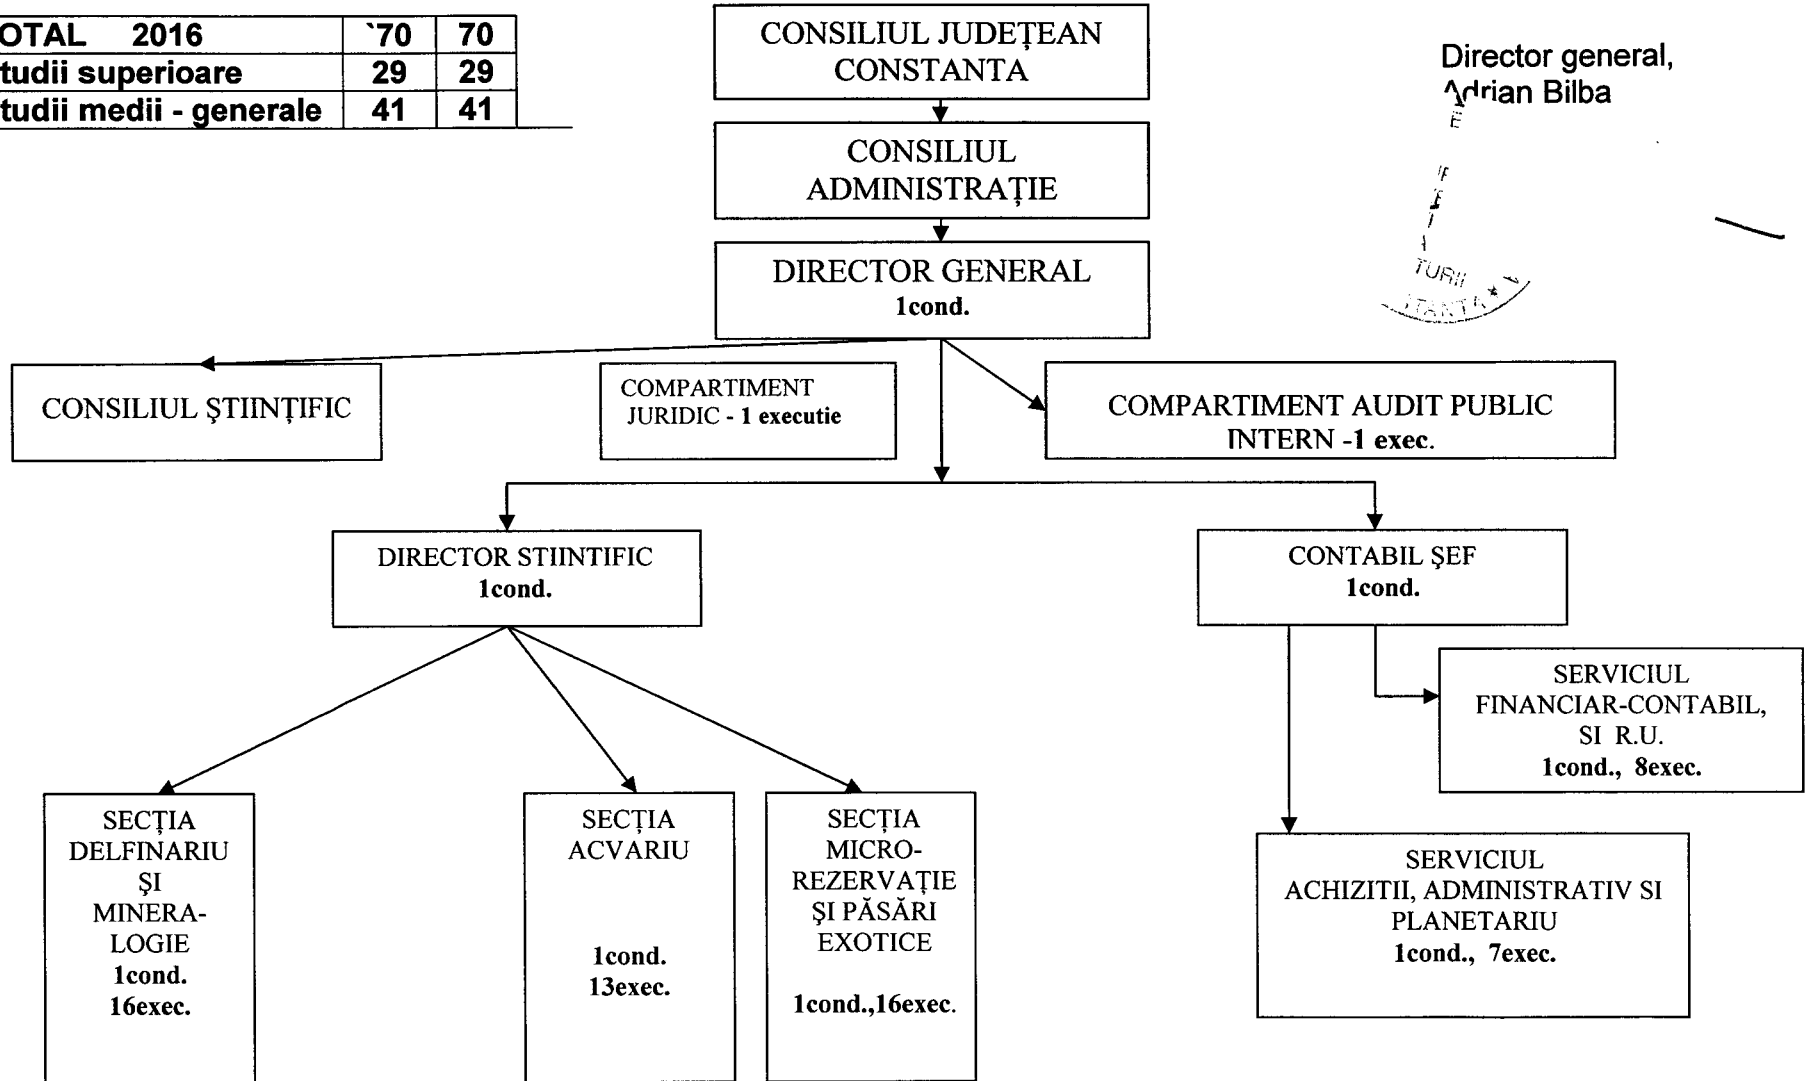 OTAL 2016 `70 70
tudii superioare 29 29
tudii medii - generale 41 41
CONSILIUL JUDEȚEAN
CONSTANTA
Director general,
Adrian Bilba
CONSILIUL
ADMINISTRAȚIE
DIRECTOR GENERAL
1cond.
TURII
CONSILIUL ŞTIINȚIFIC
COMPARTIMENT
JURIDIC - 1 executie
COMPARTIMENT AUDIT PUBLIC
INTERN -1 exec.
DIRECTOR STIINTIFIC
1cond.
CONTABIL ŞEF
1cond.
SERVICIUL
FINANCIAR-CONTABIL,
SI R.U.
1cond., 8exec.
SECȚIA
DELFINARIU
ŞI
MINERA-
LOGIE
1cond.
16exec.
SECȚIA
ACVARIU
1cond.
13exec.
SECȚIA
MICRO-
REZERVAȚIE
ŞI PĂSĂRI
EXOTICE
1cond.,16exec.
SERVICIUL
ACHIZITII, ADMINISTRATIV SI
PLANETARIU
1cond., 7exec.